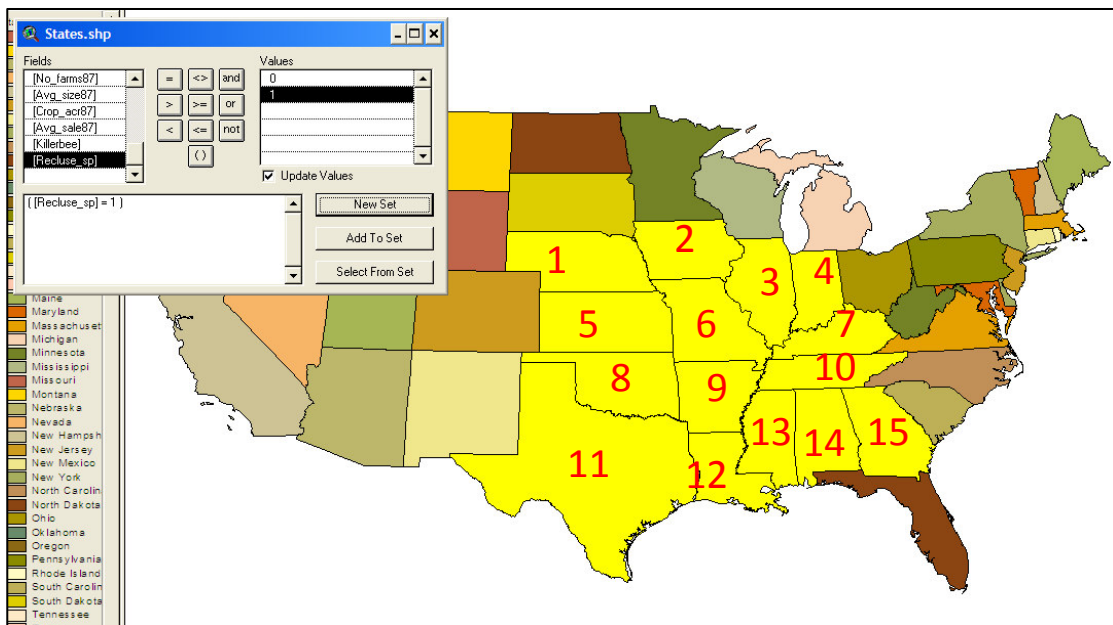 States.shp
Fields
Values
[No_farms87]
[Avg_size87]
[Crop_acr87]
[Avg_sale87]
[Killerbee]
[Recluse_sp]
= <> and
> >= or
< <= not
( )
0
1
Update Values
( [Recluse_sp] = 1 )
New Set
Add To Set
Select From Set
Maine
Maryland
Massachuset
Michigan
Minnesota
Mississippi
Missouri
Montana
Nebraska
Nevada
New Hampsh
New Jersey
New Mexico
New York
North Carolin
North Dakota
Ohio
Oklahoma
Oregon
Pennsylvania
Rhode Island
South Carolin
South Dakota
Tennessee
1
2
3
4
5
6
7
8
9
10
11
12
13
14
15